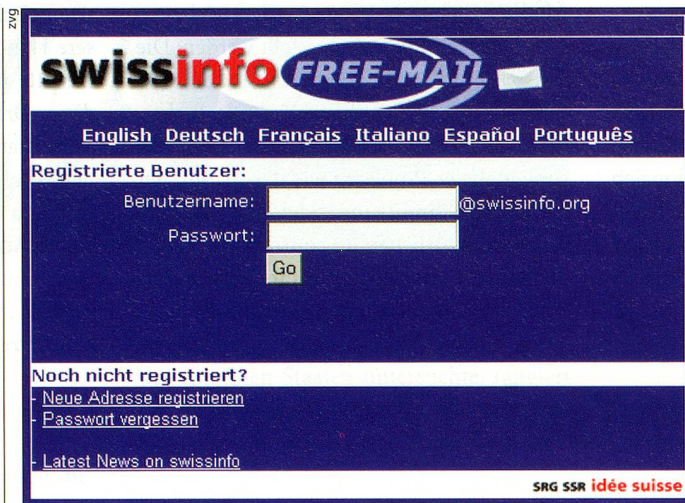 zvg
swissinfo FREE-MAIL
English Deutsch Français Italiano Español Português
Registrierte Benutzer:
Benutzername: @swissinfo.org
Passwort:
Go
Noch nicht registriert?
- Neue Adresse registrieren
- Passwort vergessen
- Latest News on swissinfo
SRG SSR idée suisse